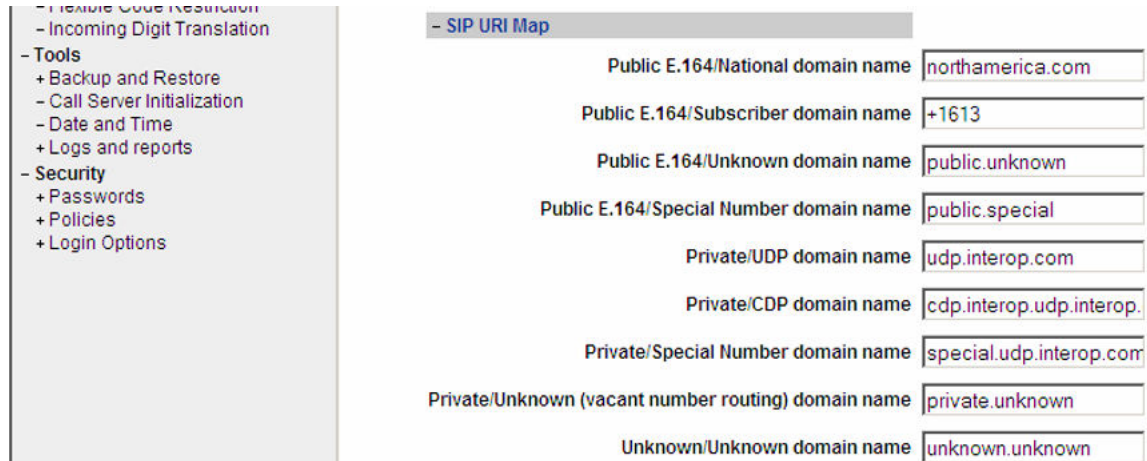 – Flexible Code Restriction
– Incoming Digit Translation
– Tools
+ Backup and Restore
– Call Server Initialization
– Date and Time
+ Logs and reports
– Security
+ Passwords
+ Policies
+ Login Options
– SIP URI Map
Public E.164/National domain name northamerica.com
Public E.164/Subscriber domain name +1613
Public E.164/Unknown domain name public.unknown
Public E.164/Special Number domain name public.special
Private/UDP domain name udp.interop.com
Private/CDP domain name cdp.interop.udp.interop.
Private/Special Number domain name special.udp.interop.com
Private/Unknown (vacant number routing) domain name private.unknown
Unknown/Unknown domain name unknown.unknown